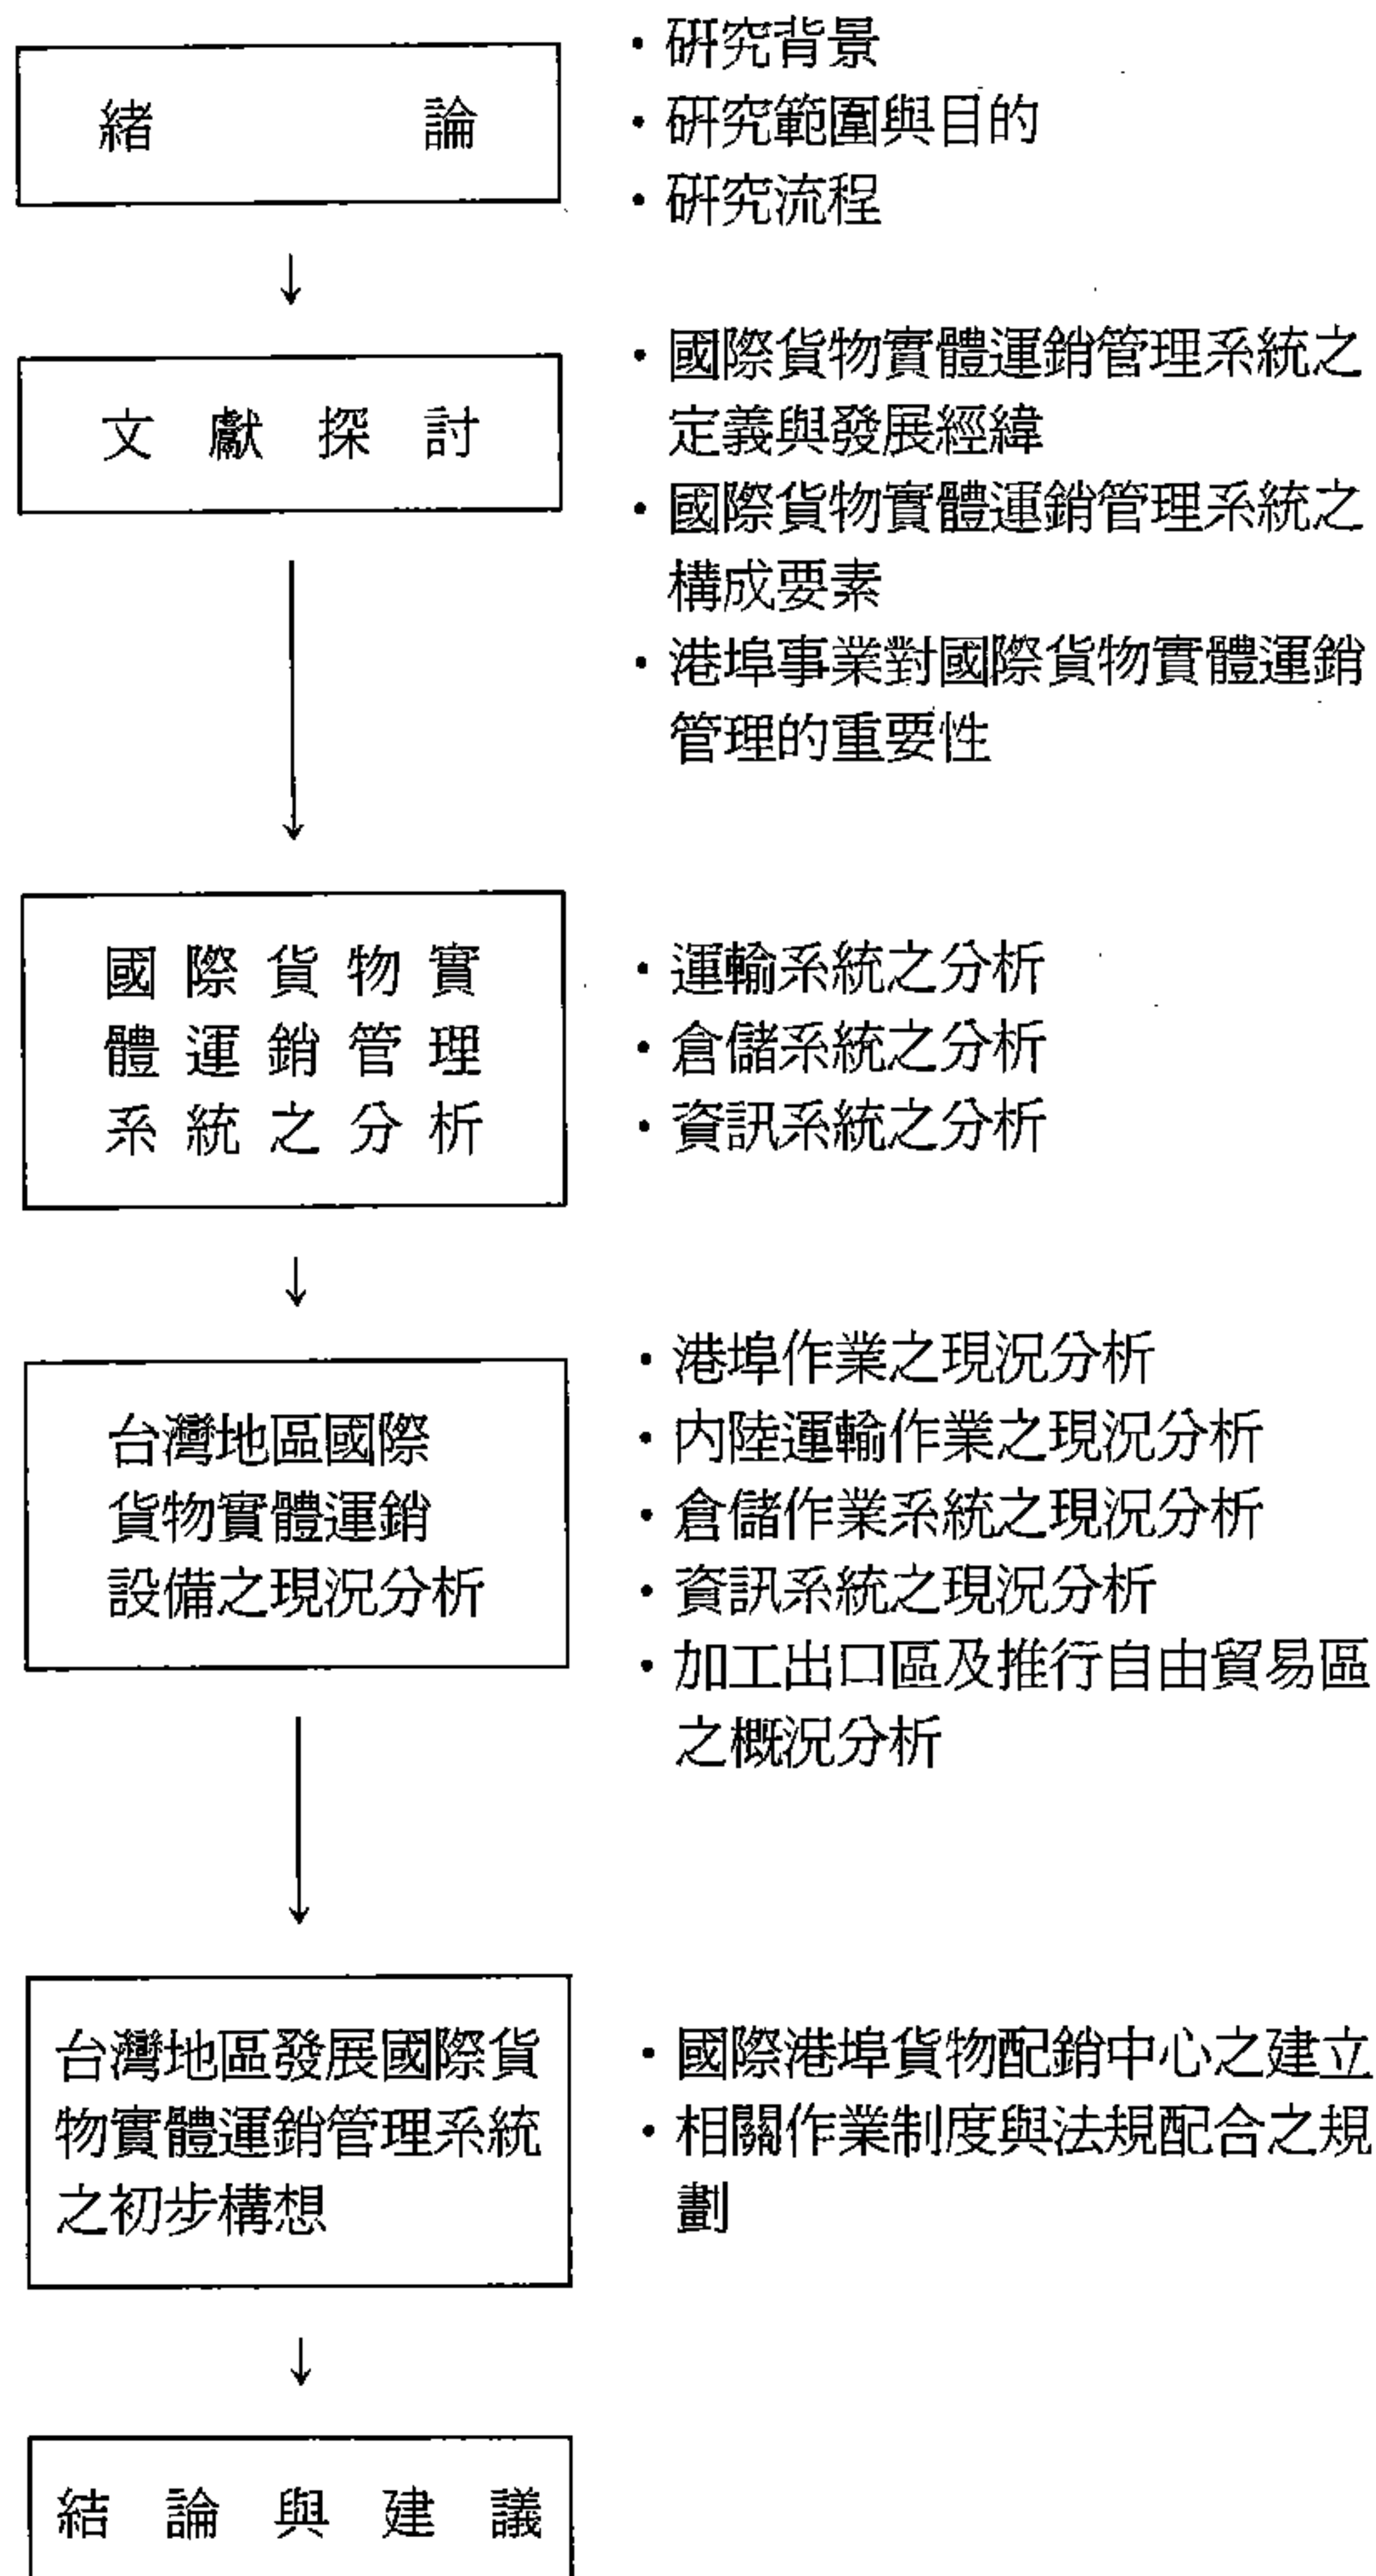 緒論
・研究背景
・研究範圍與目的
・研究流程
文獻探討
・國際貨物實體運銷管理系統之
定義與發展經緯
・國際貨物實體運銷管理系統之
構成要素
・港埠事業對國際貨物實體運銷
管理的重要性
國際貨物實
體運銷管理
系統之分析
・運輸系統之分析
・倉儲系統之分析
・資訊系統之分析
台灣地區國際
貨物實體運銷
設備之現況分析
・港埠作業之現況分析
・内陸運輸作業之現況分析
・倉儲作業系統之現況分析
・資訊系統之現況分析
・加工出口區及推行自由貿易區
之概況分析
台灣地區發展國際貨
物實體運銷管理系統
之初步構想
・國際港埠貨物配銷中心之建立
・相關作業制度與法規配合之規
劃
結論與建議